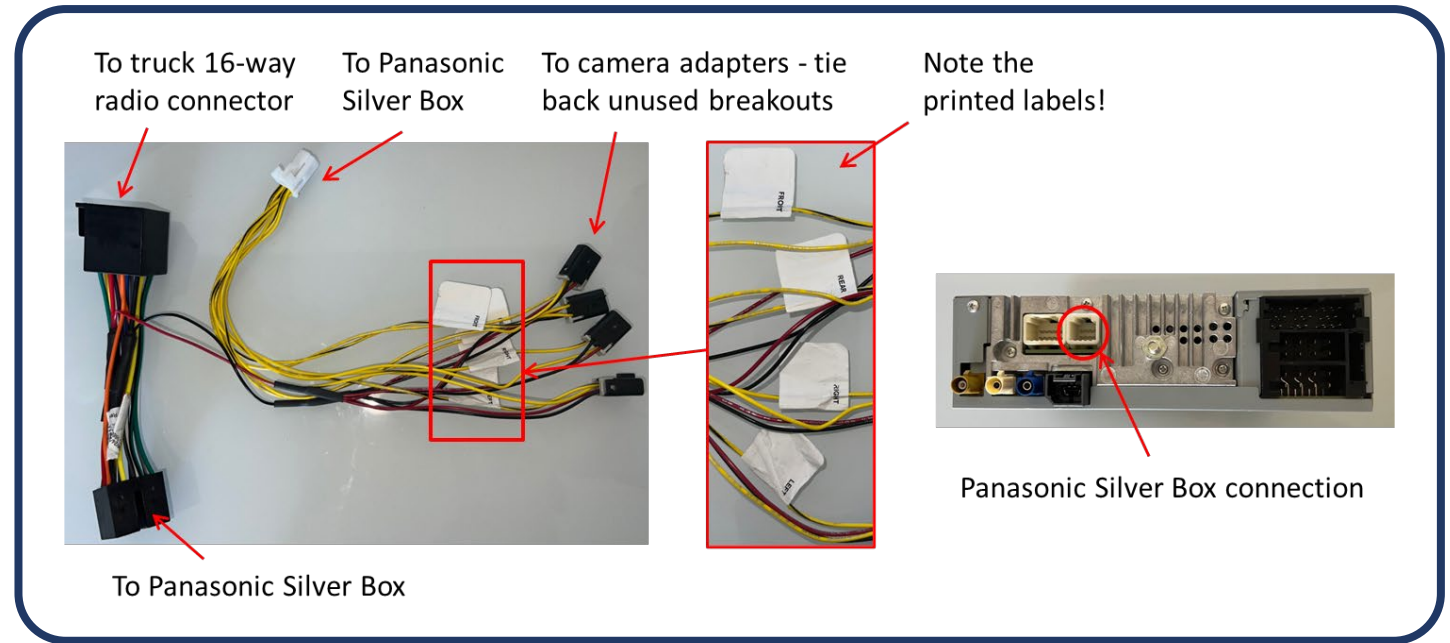 To truck 16-way
radio connector
To Panasonic
Silver Box
To camera adapters - tie
back unused breakouts
Note the
printed labels!
FRONT
REAR
RIGHT
LEFT
Panasonic Silver Box connection
To Panasonic Silver Box